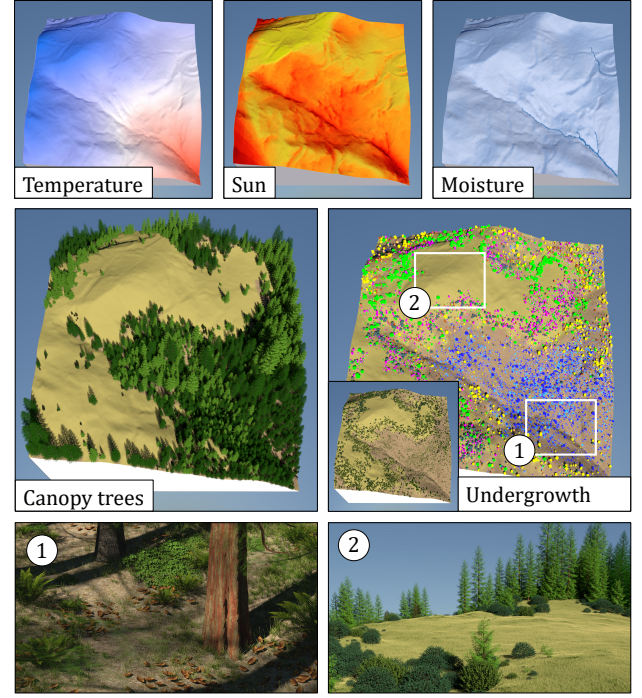 Temperature
Sun
Moisture
2
1
Canopy trees
Undergrowth
1
2